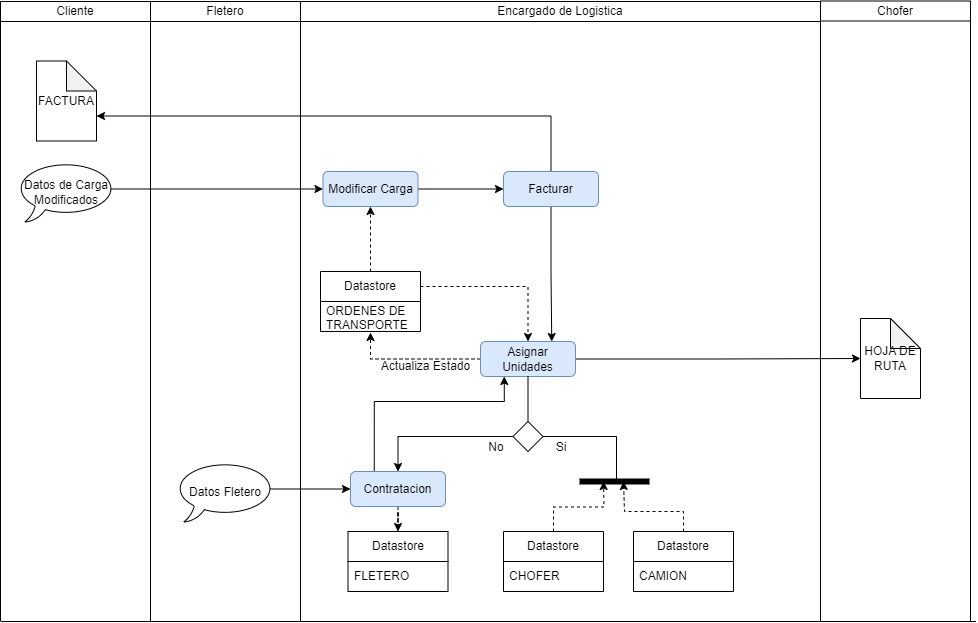 Cliente
Fletero
Encargado de Logistica
Chofer
FACTURA
Datos de Carga
Modificados
Modificar Carga
Facturar
Datastore
ORDENES DE
TRANSPORTE
Asignar
Unidades
Actualiza Estado
HOJA DE
RUTA
No
Si
Datos Fletero
Contratacion
Datastore
FLETERO
Datastore
CHOFER
Datastore
CAMION